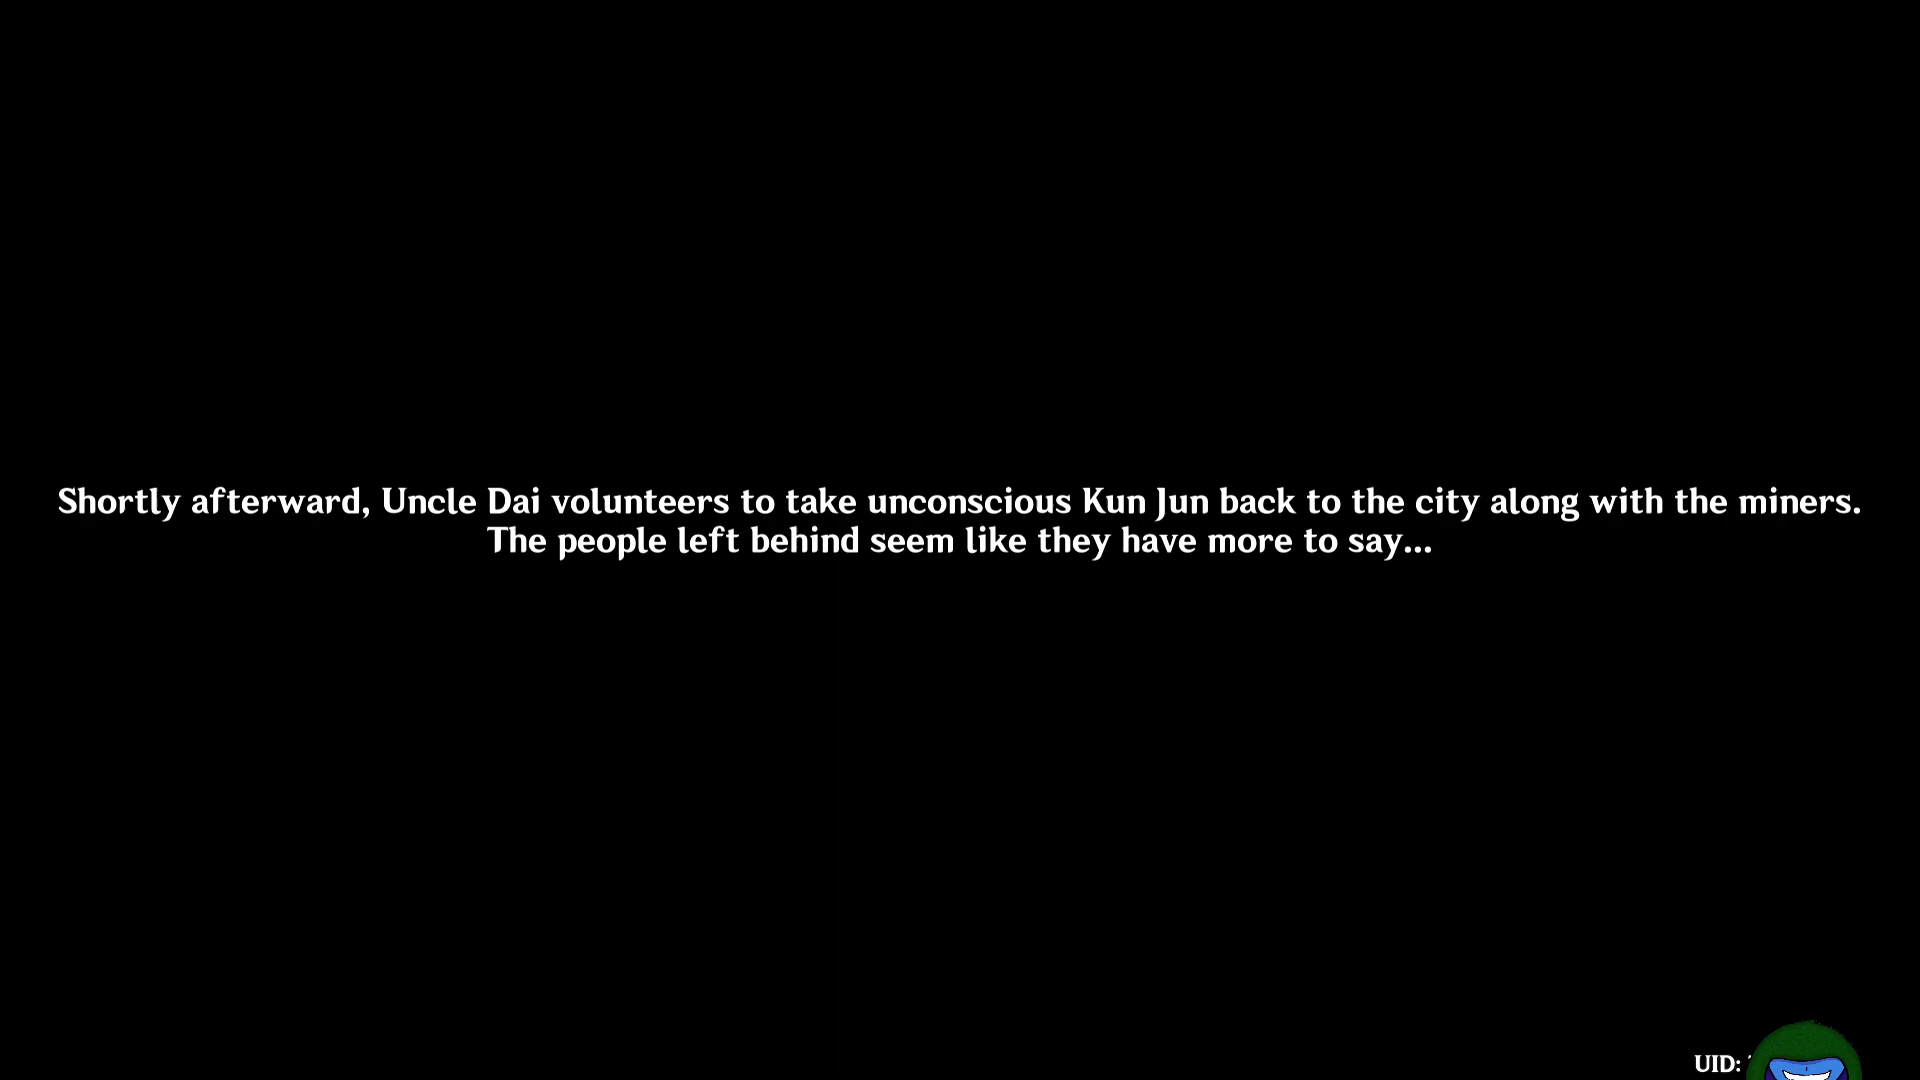 Shortly afterward, Uncle Dai volunteers to take unconscious Kun Jun back to the city along with the miners.
The people left behind seem like they have more to say...
UID: